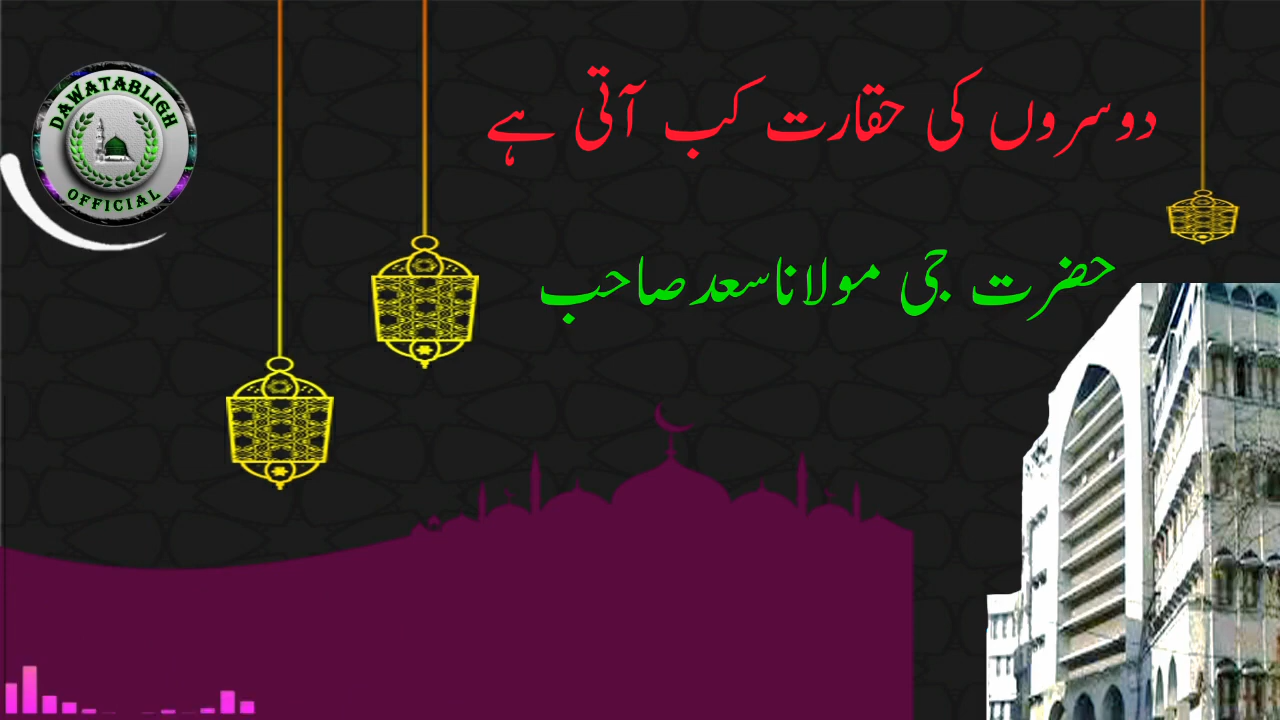 DAWATABLIGH
OFFICIAL
دوسروں کی حقارت کب آتی ہے
حضرت جی مولانا سعد صاحب